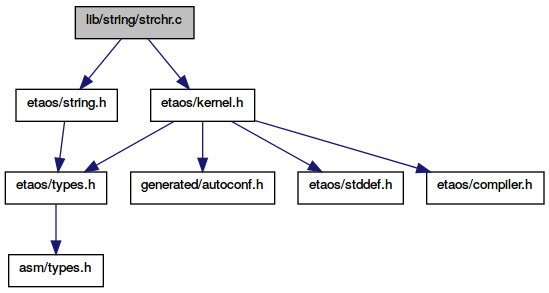 lib/string/strchr.c
etaos/string.h
etaos/kernel.h
etaos/types.h
generated/autoconf.h
etaos/stddef.h
etaos/compiler.h
asm/types.h